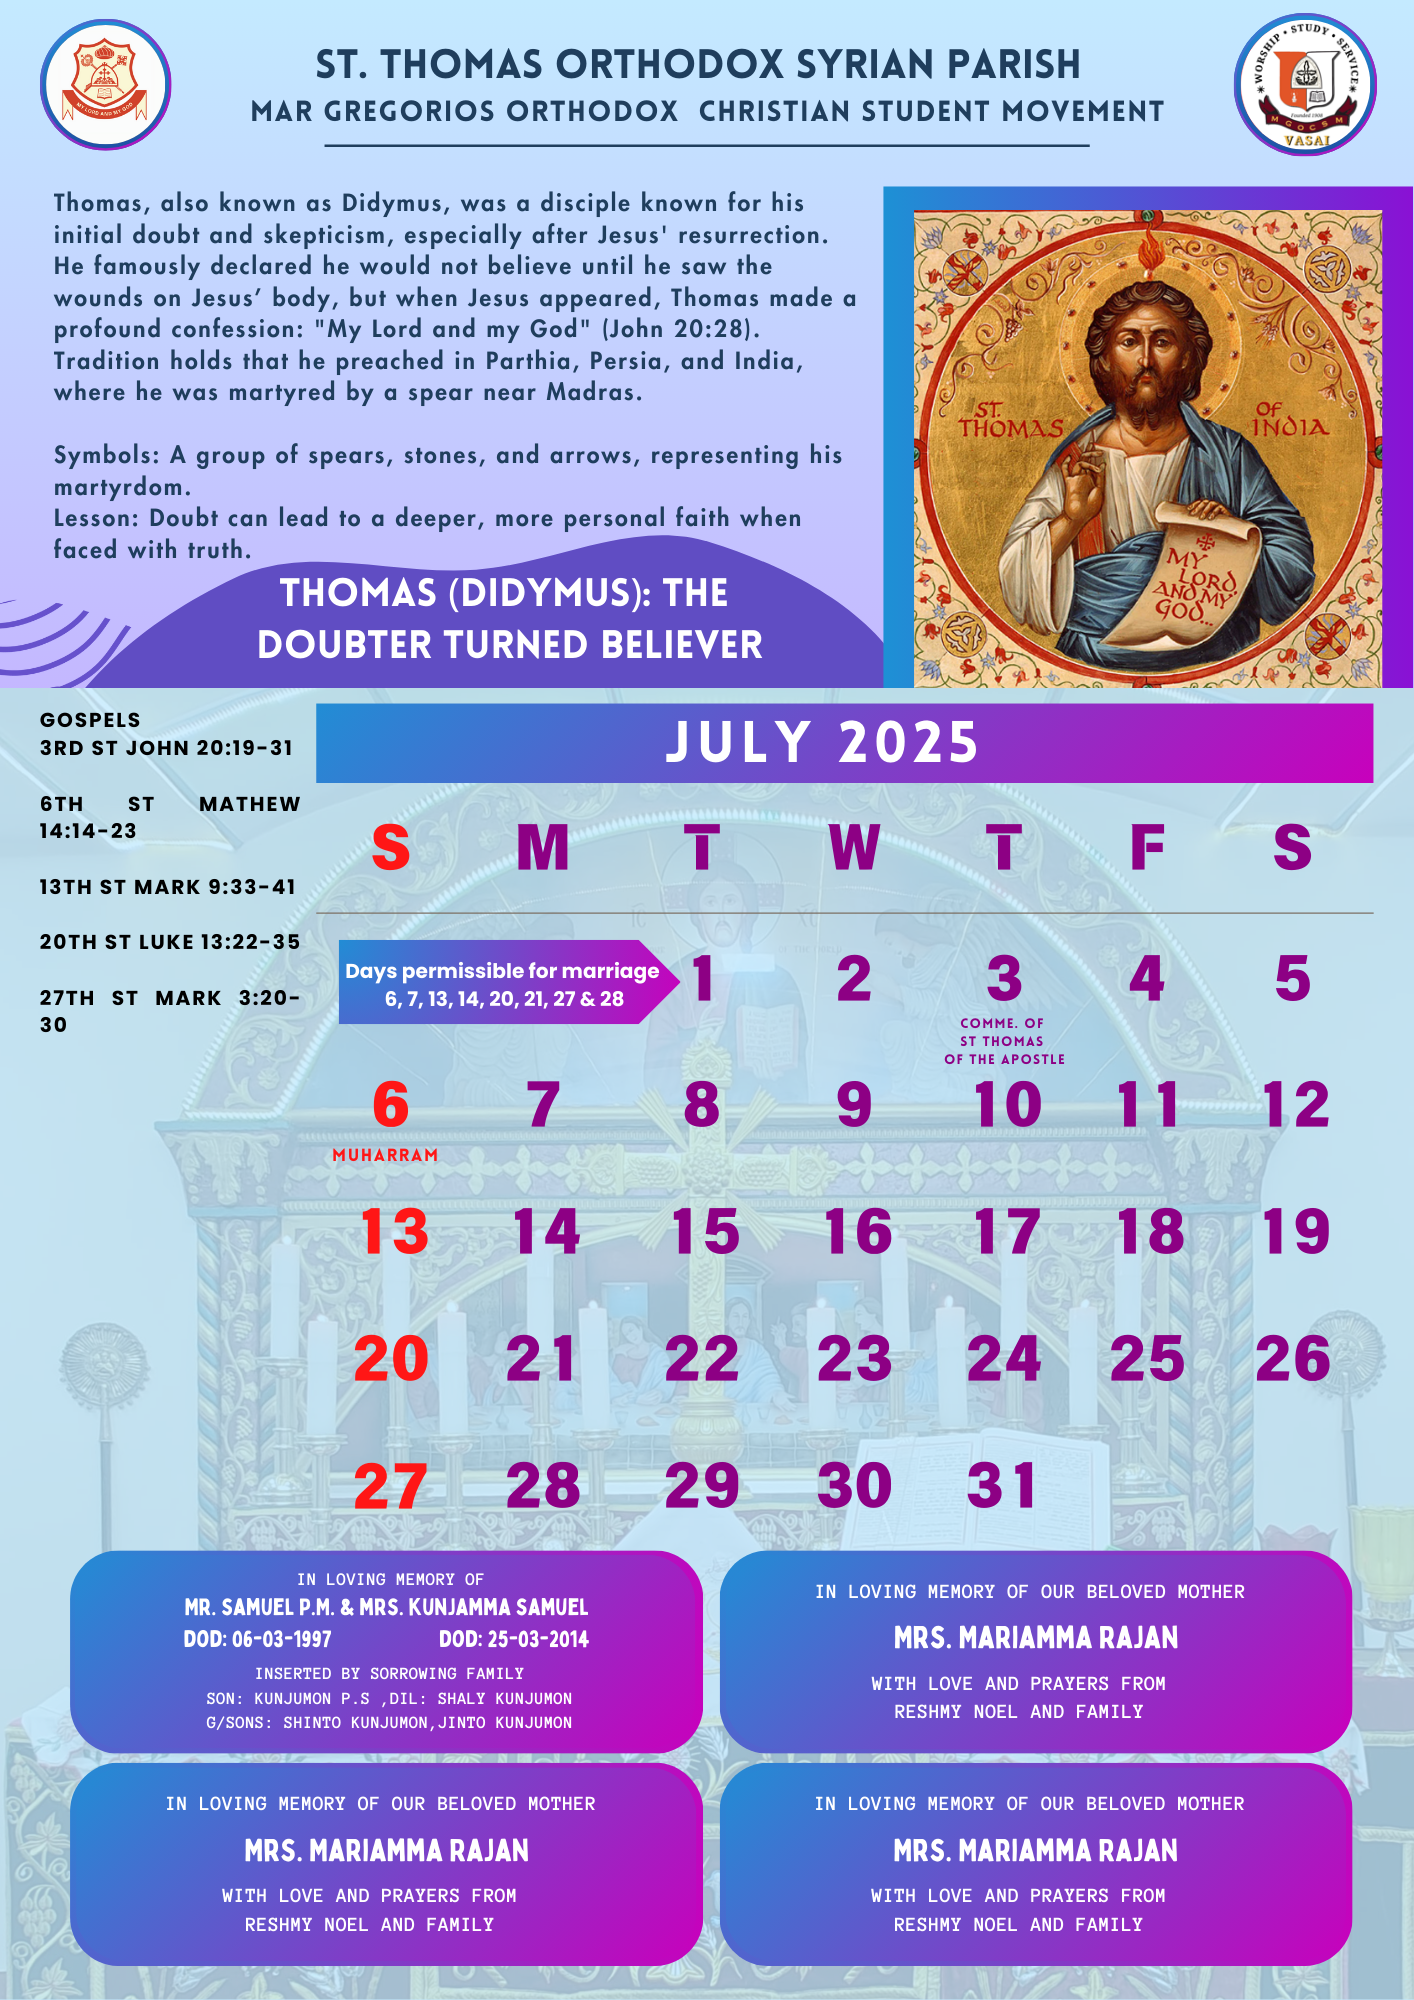 MY LORD AND MY GOD
ST. THOMAS ORTHODOX SYRIAN PARISH
MAR GREGORIOS ORTHODOX CHRISTIAN STUDENT MOVEMENT
WORSHIP • STUDY • SERVICE
Founded 1908
MGOCSM
VASAI
Thomas, also known as Didymus, was a disciple known for his
initial doubt and skepticism, especially after Jesus' resurrection.
He famously declared he would not believe until he saw the
wounds on Jesus’ body, but when Jesus appeared, Thomas made a
profound confession: "My Lord and my God" (John 20:28).
Tradition holds that he preached in Parthia, Persia, and India,
where he was martyred by a spear near Madras.
Symbols: A group of spears, stones, and arrows, representing his
martyrdom.
Lesson: Doubt can lead to a deeper, more personal faith when
faced with truth.
THOMAS (DIDYMUS): THE
DOUBTER TURNED BELIEVER
ST. THOMAS
OF INDIA
MY
LORD
AND MY
GOD...
GOSPELS
3RD ST JOHN 20:19-31
6TH ST MATHEW
14:14-23
13TH ST MARK 9:33-41
20TH ST LUKE 13:22-35
27TH ST MARK 3:20-
30
JULY 2025
S M T W T F S
Days permissible for marriage
6, 7, 13, 14, 20, 21, 27 & 28
1 2 3 4 5
COMME. OF
ST THOMAS
OF THE APOSTLE
6 7 8 9 10 11 12
MUHARRAM
13 14 15 16 17 18 19
20 21 22 23 24 25 26
27 28 29 30 31
IN LOVING MEMORY OF
MR. SAMUEL P.M. & MRS. KUNJAMMA SAMUEL
DOD: 06-03-1997 DOD: 25-03-2014
INSERTED BY SORROWING FAMILY
SON: KUNJUMON P.S ,DIL: SHALY KUNJUMON
G/SONS: SHINTO KUNJUMON,JINTO KUNJUMON
IN LOVING MEMORY OF OUR BELOVED MOTHER
MRS. MARIAMMA RAJAN
WITH LOVE AND PRAYERS FROM
RESHMY NOEL AND FAMILY
IN LOVING MEMORY OF OUR BELOVED MOTHER
MRS. MARIAMMA RAJAN
WITH LOVE AND PRAYERS FROM
RESHMY NOEL AND FAMILY
IN LOVING MEMORY OF OUR BELOVED MOTHER
MRS. MARIAMMA RAJAN
WITH LOVE AND PRAYERS FROM
RESHMY NOEL AND FAMILY